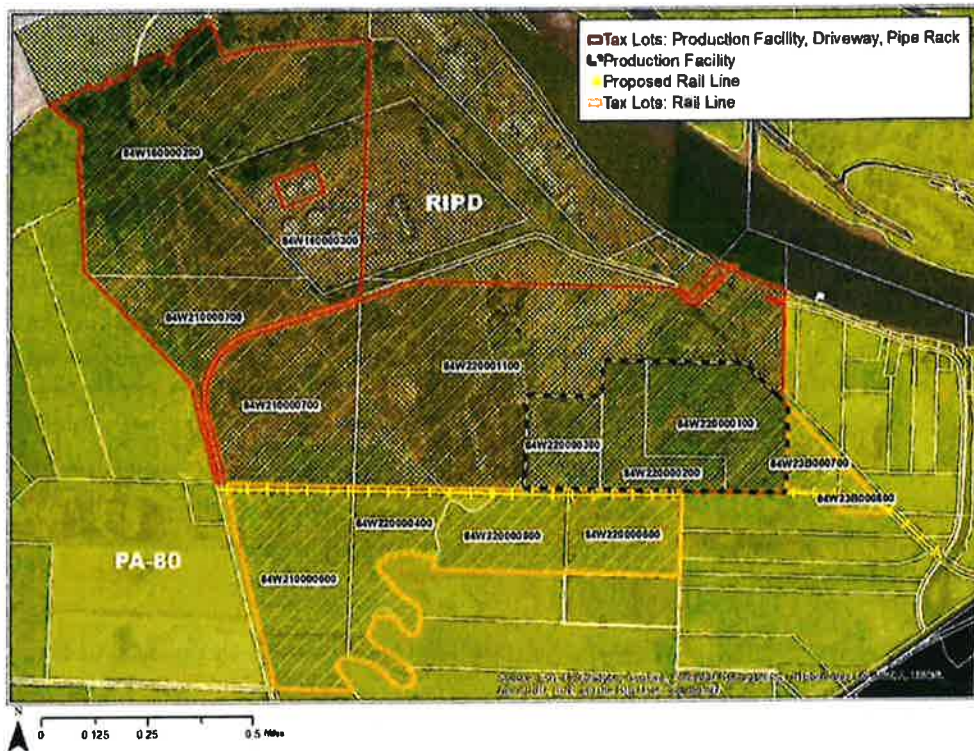 Tax Lots: Production Facility, Driveway, Pipe Rack
Production Facility
Proposed Rail Line
Tax Lots: Rail Line
84W160000200
RIPD
84W160000300
84W210000700
84W220001100
84W210000700
84W220000300
84W220000100
84W220000200
84W23B000700
84W23B000800
84W220000400
84W220000500
84W220000600
PA-80
84W210000600
N
0 0.125 0.25 0.5 Miles